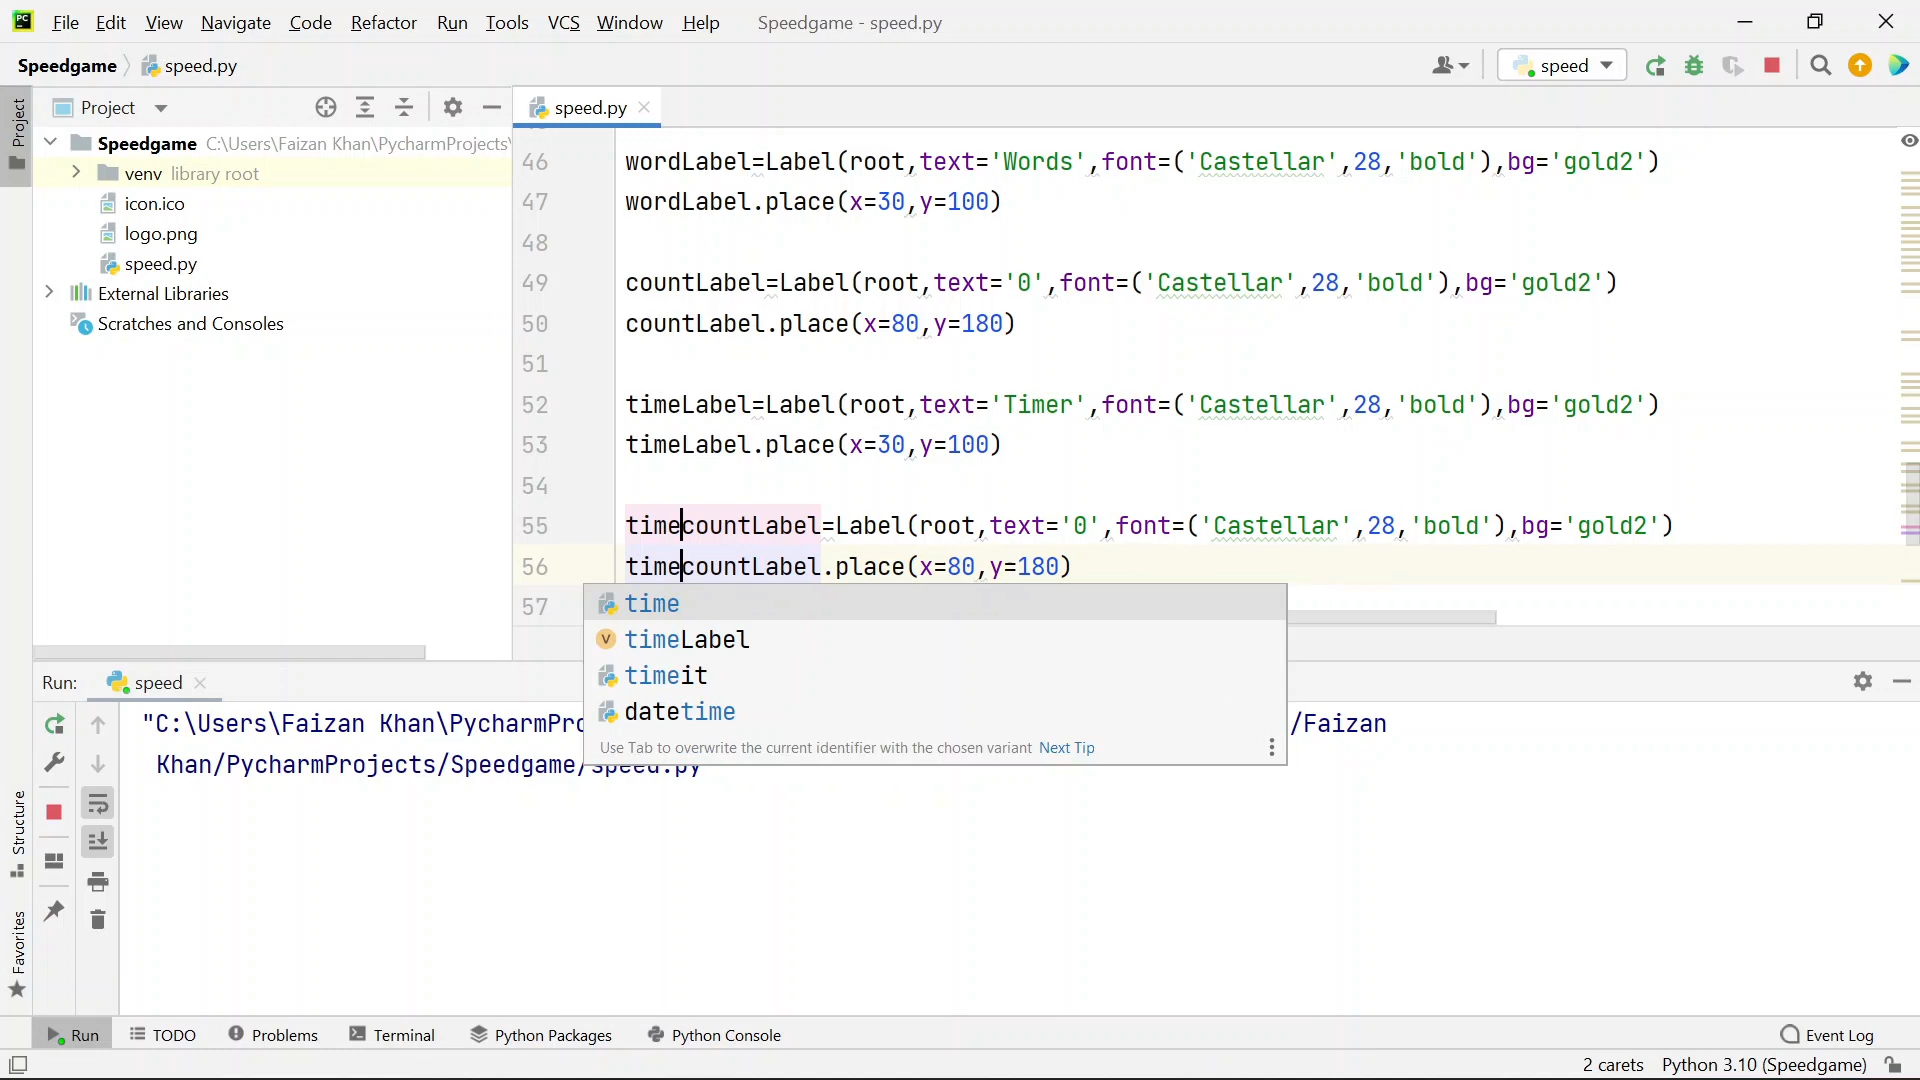 PC File Edit View Navigate Code Refactor Run Tools VCS Window Help Speedgame - speed.py
Speedgame speed.py speed
Project
Project speed.py
Speedgame C:\Users\Faizan Khan\PycharmProjects\
venv library root
icon.ico
logo.png
speed.py
External Libraries
Scratches and Consoles
46 wordLabel=Label(root,text='Words',font=('Castellar',28,'bold'),bg='gold2')
47 wordLabel.place(x=30,y=100)
48
49 countLabel=Label(root,text='0',font=('Castellar',28,'bold'),bg='gold2')
50 countLabel.place(x=80,y=180)
51
52 timeLabel=Label(root,text='Timer',font=('Castellar',28,'bold'),bg='gold2')
53 timeLabel.place(x=30,y=100)
54
55 timecountLabel=Label(root,text='0',font=('Castellar',28,'bold'),bg='gold2')
56 timecountLabel.place(x=80,y=180)
57
time
V timeLabel
timeit
datetime
Use Tab to overwrite the current identifier with the chosen variant Next Tip
Run: speed
"C:\Users\Faizan Khan\PycharmPro /Faizan
Khan/PycharmProjects/Speedgame/speed.py
Structure
Favorites
Run TODO Problems Terminal Python Packages Python Console Event Log
2 carets Python 3.10 (Speedgame)